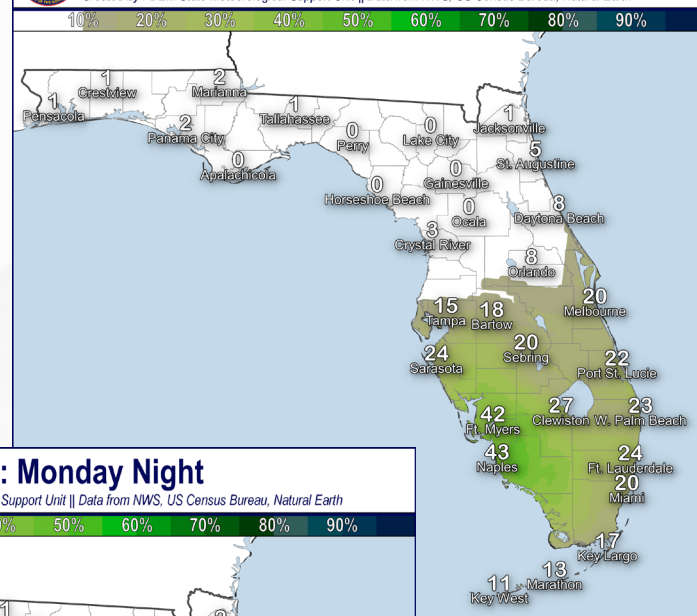 10% 20% 30% 40% 50% 60% 70% 80% 90%
1 Crestview
2 Marianna
1 Pensacola
1 Tallahassee
2 Panama City
0 Perry
0 Lake City
1 Jacksonville
0 Apalachicola
5 St. Augustine
0 Gainesville
0 Horseshoe Beach
0 Ocala
8 Daytona Beach
3 Crystal River
8 Orlando
20 Melbourne
15 Tampa
18 Bartow
20 Sebring
24 Sarasota
22 Port St. Lucie
42 Ft. Myers
27 Clewiston
23 W. Palm Beach
43 Naples
24 Ft. Lauderdale
20 Miami
17 Key Largo
13 Marathon
11 Key West
: Monday Night
Support Unit || Data from NWS, US Census Bureau, Natural Earth
50% 60% 70% 80% 90%